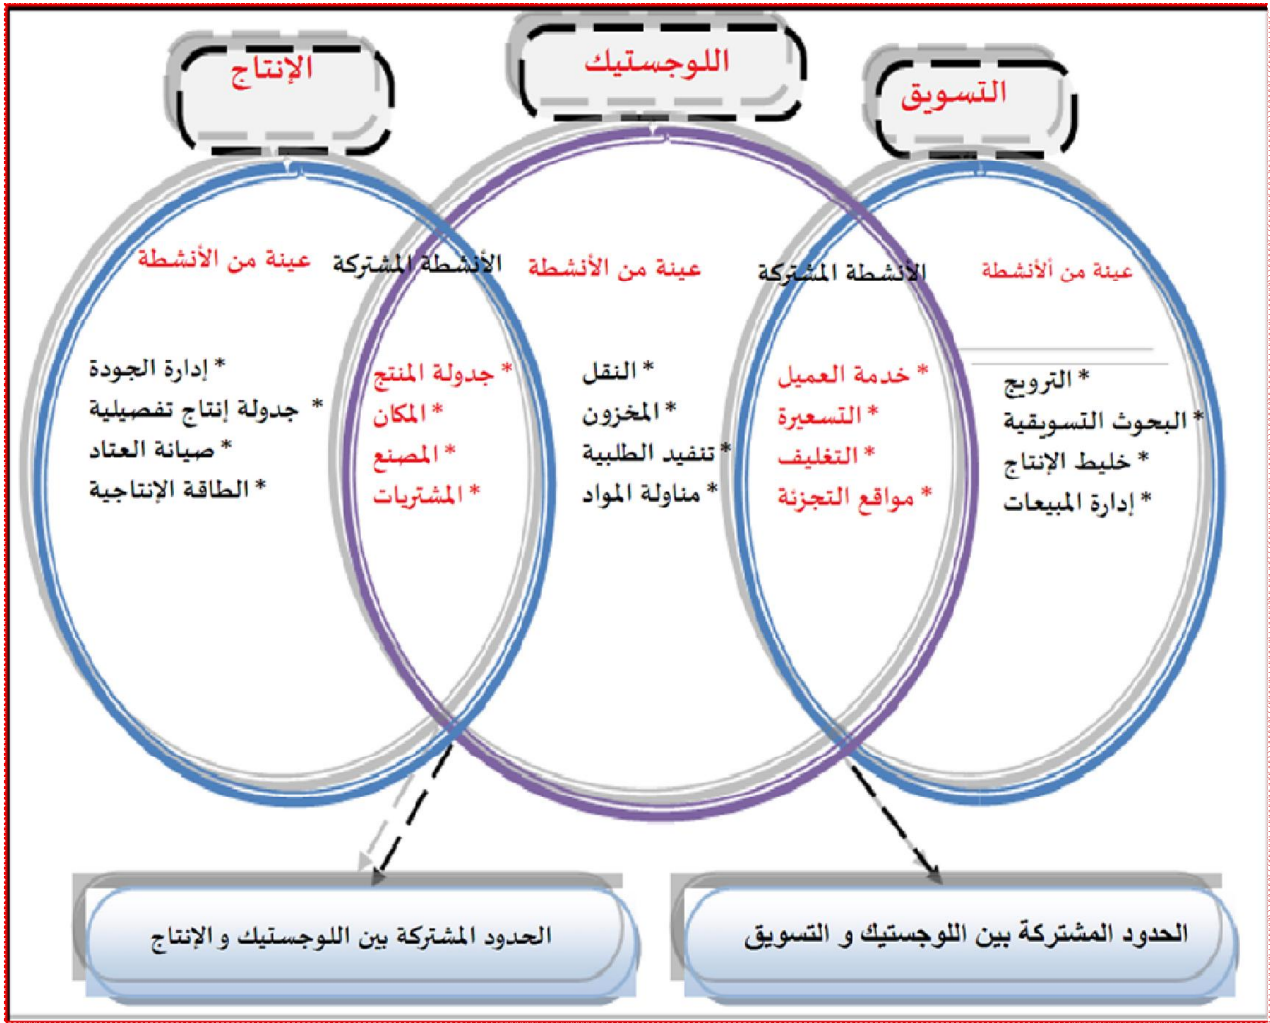 التسويق
اللوجستيك
الإنتاج
عينة من ألأنشطة
* الترويج
* البحوث التسويقية
* خليط الإنتاج
* إدارة المبيعات
الأنشطة المشتركة
* خدمة العميل
* التسعيرة
* التغليف
* مواقع التجزئة
عينة من الأنشطة
* النقل
* المخزون
* تنفيد الطلبية
* مناولة المواد
الأنشطة المشتركة
* جدولة المنتج
* المكان
* المصنع
* المشتريات
عينة من الأنشطة
* إدارة الجودة
* جدولة إنتاج تفصيلية
* صيانة العتاد
* الطاقة الإنتاجية
الحدود المشتركة بين اللوجستيك و التسويق
الحدود المشتركة بين اللوجستيك و الإنتاج